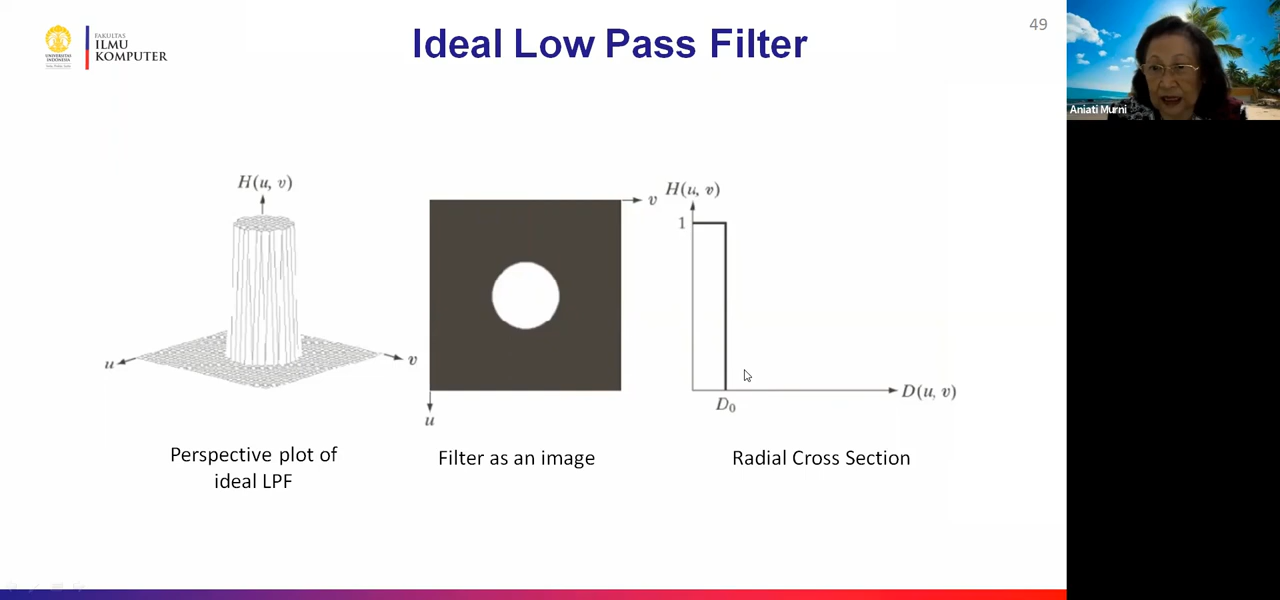 49
Ideal Low Pass Filter
FAKULTAS
ILMU
KOMPUTER
UNIVERSITAS
INDONESIA
Aniati Murni
H(u, v)
u
v
v
u
H(u, v)
1
D₀
D(u, v)
Perspective plot of
ideal LPF
Filter as an image
Radial Cross Section